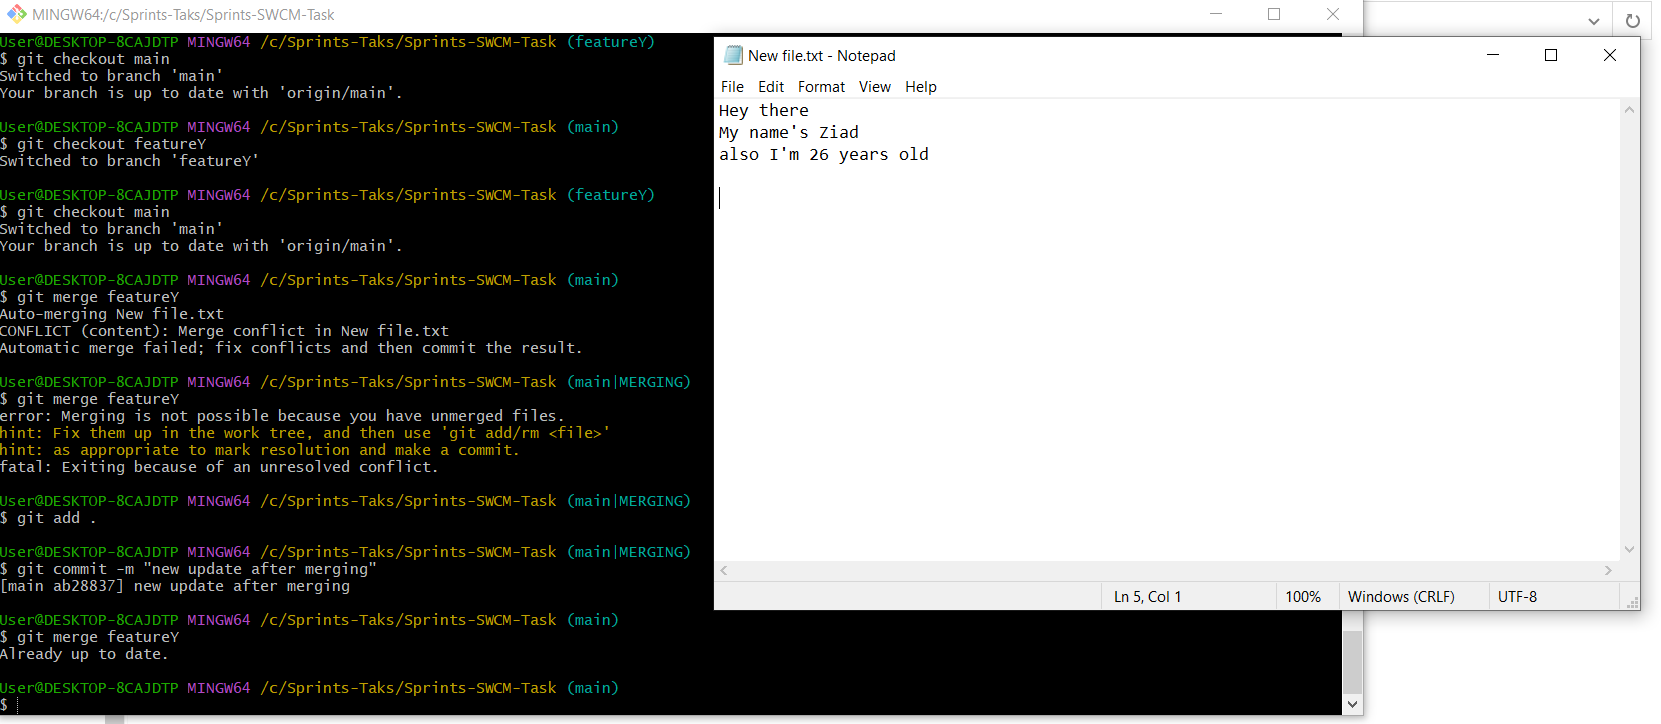 MINGW64:/c/Sprints-Taks/Sprints-SWCM-Task
User@DESKTOP-8CAJDTP MINGW64 /c/Sprints-Taks/Sprints-SWCM-Task (featureY)
$ git checkout main
Switched to branch 'main'
Your branch is up to date with 'origin/main'.
User@DESKTOP-8CAJDTP MINGW64 /c/Sprints-Taks/Sprints-SWCM-Task (main)
$ git checkout featureY
Switched to branch 'featureY'
User@DESKTOP-8CAJDTP MINGW64 /c/Sprints-Taks/Sprints-SWCM-Task (featureY)
$ git checkout main
Switched to branch 'main'
Your branch is up to date with 'origin/main'.
User@DESKTOP-8CAJDTP MINGW64 /c/Sprints-Taks/Sprints-SWCM-Task (main)
$ git merge featureY
Auto-merging New file.txt
CONFLICT (content): Merge conflict in New file.txt
Automatic merge failed; fix conflicts and then commit the result.
User@DESKTOP-8CAJDTP MINGW64 /c/Sprints-Taks/Sprints-SWCM-Task (main|MERGING)
$ git merge featureY
error: Merging is not possible because you have unmerged files.
hint: Fix them up in the work tree, and then use 'git add/rm <file>'
hint: as appropriate to mark resolution and make a commit.
fatal: Exiting because of an unresolved conflict.
User@DESKTOP-8CAJDTP MINGW64 /c/Sprints-Taks/Sprints-SWCM-Task (main|MERGING)
$ git add .
User@DESKTOP-8CAJDTP MINGW64 /c/Sprints-Taks/Sprints-SWCM-Task (main|MERGING)
$ git commit -m "new update after merging"
[main ab28837] new update after merging
User@DESKTOP-8CAJDTP MINGW64 /c/Sprints-Taks/Sprints-SWCM-Task (main)
$ git merge featureY
Already up to date.
User@DESKTOP-8CAJDTP MINGW64 /c/Sprints-Taks/Sprints-SWCM-Task (main)
$
New file.txt - Notepad
File Edit Format View Help
Hey there
My name's Ziad
also I'm 26 years old
Ln 5, Col 1 100% Windows (CRLF) UTF-8